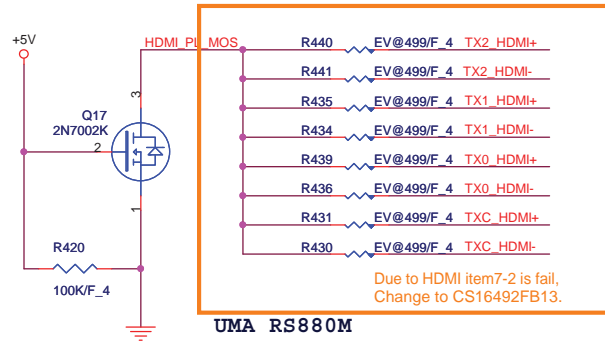 +5V
HDMI_PL_MOS
R440 EV@499/F_4 TX2_HDMI+
R441 EV@499/F_4 TX2_HDMI-
R435 EV@499/F_4 TX1_HDMI+
R434 EV@499/F_4 TX1_HDMI-
R439 EV@499/F_4 TX0_HDMI+
R436 EV@499/F_4 TX0_HDMI-
R431 EV@499/F_4 TXC_HDMI+
R430 EV@499/F_4 TXC_HDMI-
Q17
2N7002K
3
2
1
R420
100K/F_4
Due to HDMI item7-2 is fail,
Change to CS16492FB13.
UMA RS880M